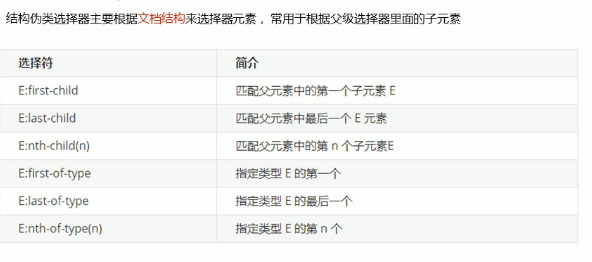 结构伪类选择器主要根据文档结构来选择器元素，常用于根据父级选择器里面的子元素
选择符 简介
E:first-child 匹配父元素中的第一个子元素 E
E:last-child 匹配父元素中最后一个 E 元素
E:nth-child(n) 匹配父元素中的第 n 个子元素E
E:first-of-type 指定类型 E 的第一个
E:last-of-type 指定类型 E 的最后一个
E:nth-of-type(n) 指定类型 E 的第 n 个